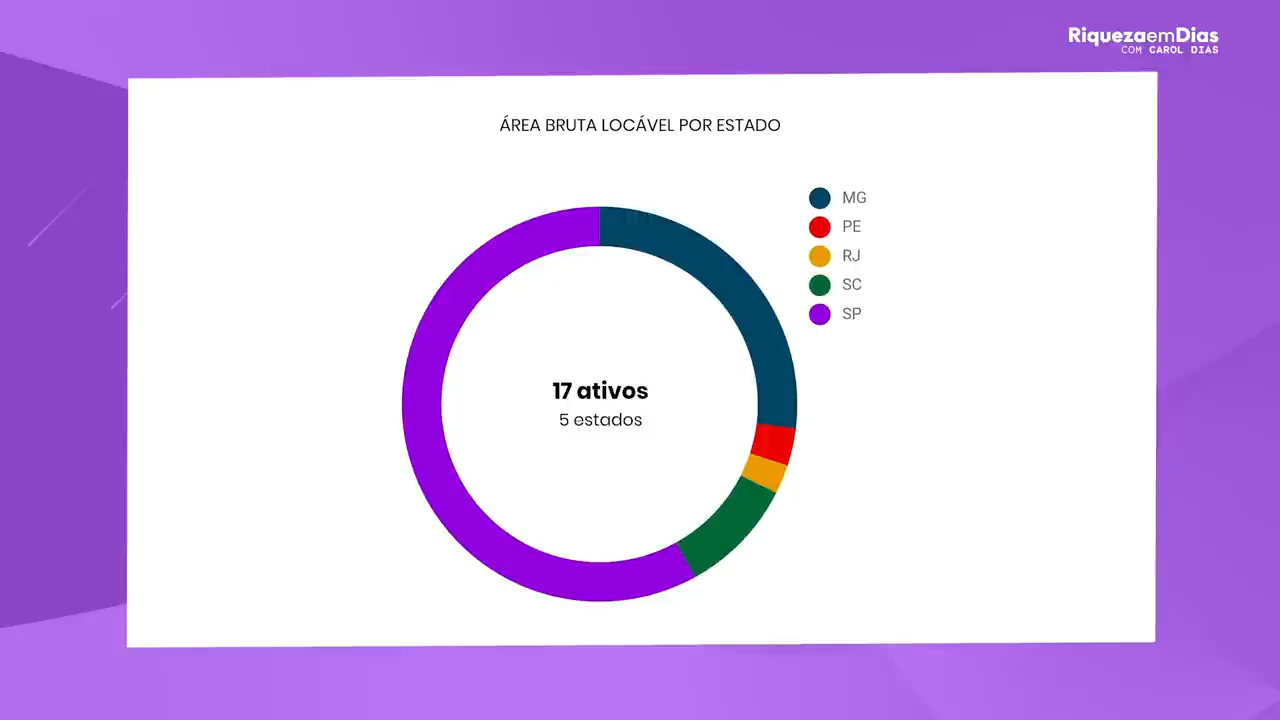 RiquezaemDias
COM CAROL DIAS
ÁREA BRUTA LOCÁVEL POR ESTADO
MG
PE
RJ
SC
SP
17 ativos
5 estados